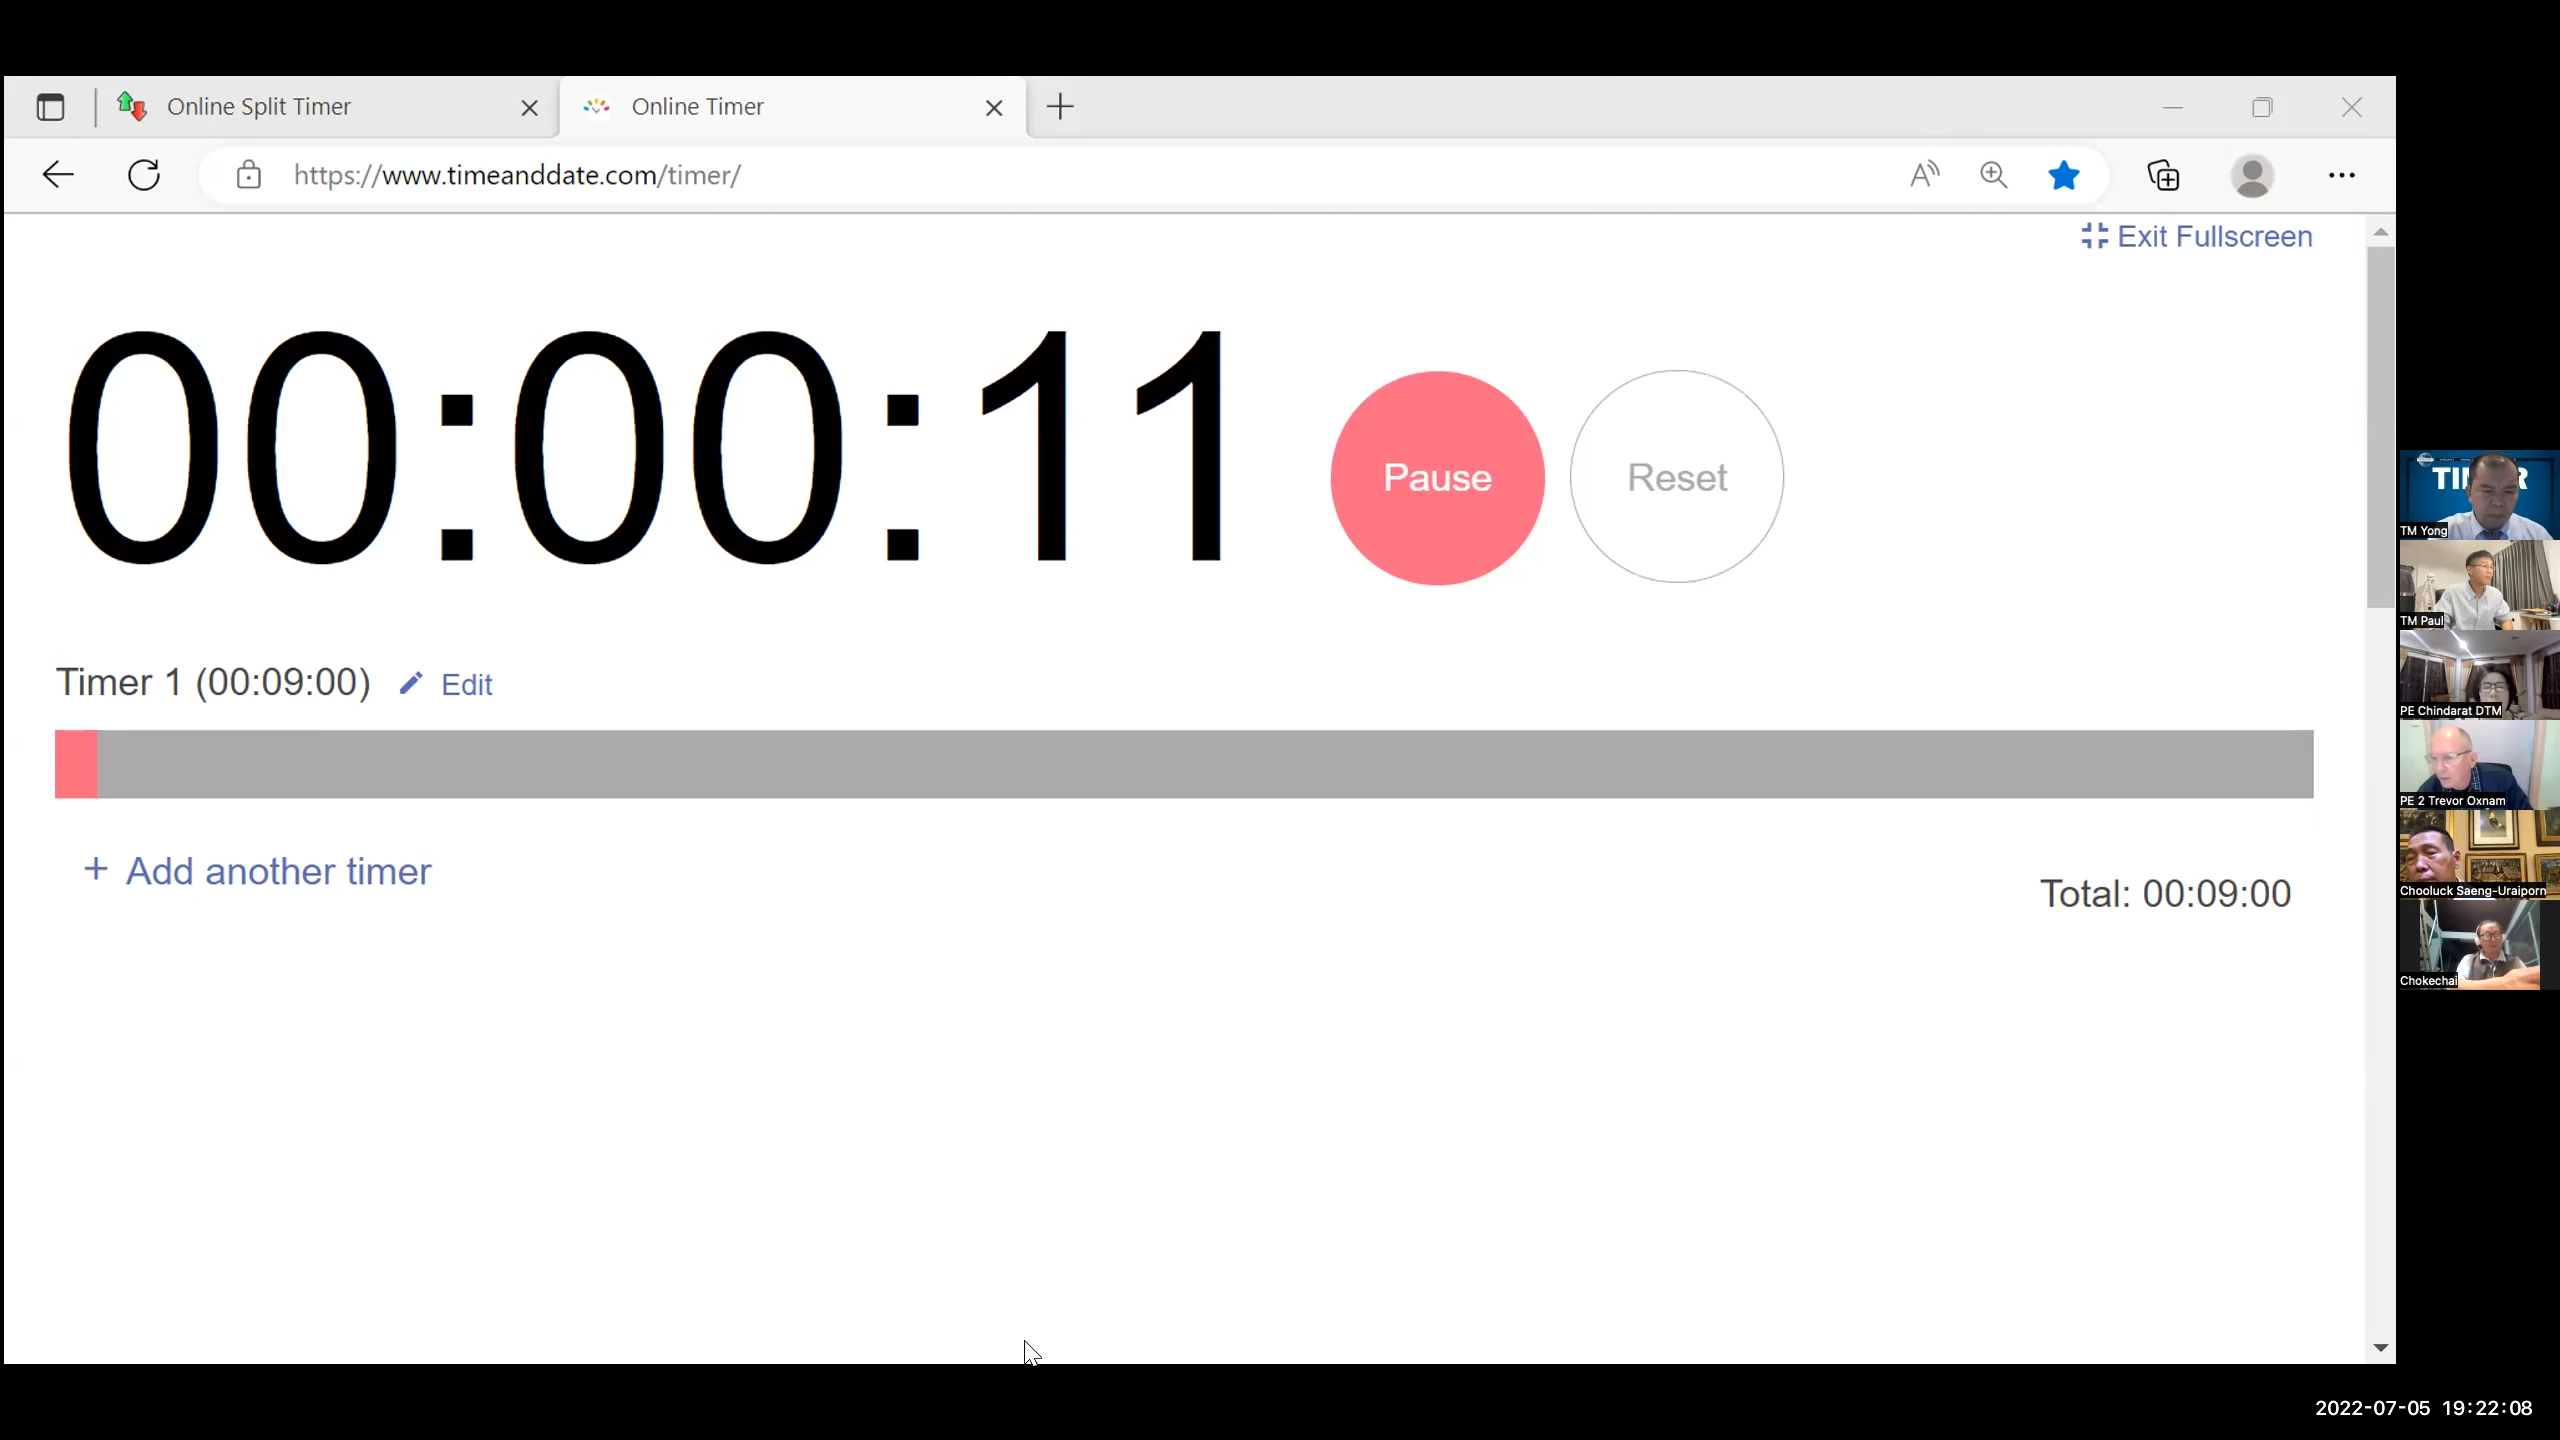 Online Split Timer
Online Timer
https://www.timeanddate.com/timer/
Exit Fullscreen
00:00:11
Pause
Reset
Timer 1 (00:09:00)
Edit
+ Add another timer
Total: 00:09:00
TM Yong
TM Paul
PE Chindarat DTM
PE 2 Trevor Oxnam
Chooluck Saeng-Uraiporn
Chokechai
2022-07-05 19:22:08